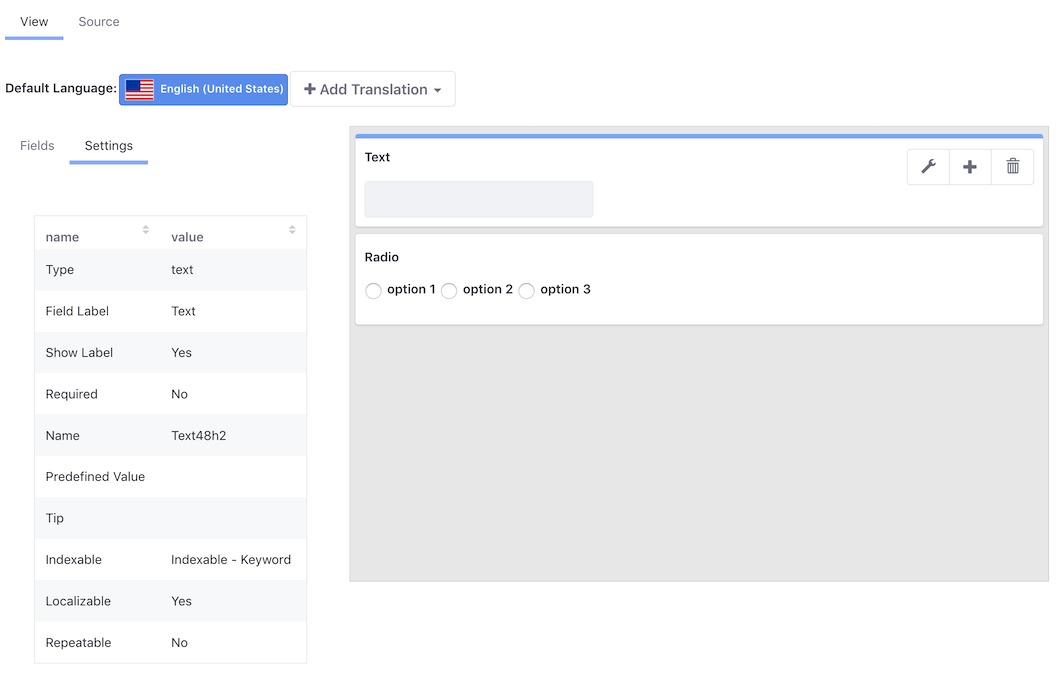 View Source
Default Language: English (United States) Add Translation
Fields Settings
name value
Type text
Field Label Text
Show Label Yes
Required No
Name Text48h2
Predefined Value
Tip
Indexable Indexable - Keyword
Localizable Yes
Repeatable No
Text
Radio
option 1 option 2 option 3